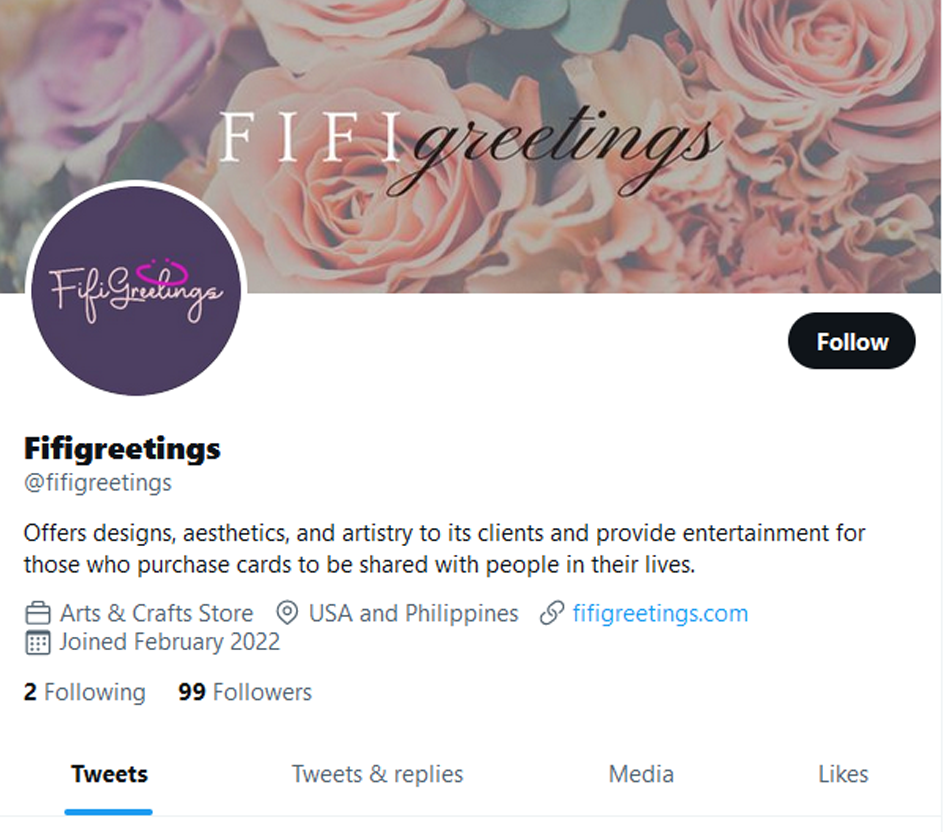 FIFI greetings
FifiGreetings
Follow
Fifigreetings
@fifigreetings
Offers designs, aesthetics, and artistry to its clients and provide entertainment for
those who purchase cards to be shared with people in their lives.
Arts & Crafts Store USA and Philippines fifigreetings.com
Joined February 2022
2 Following 99 Followers
Tweets Tweets & replies Media Likes